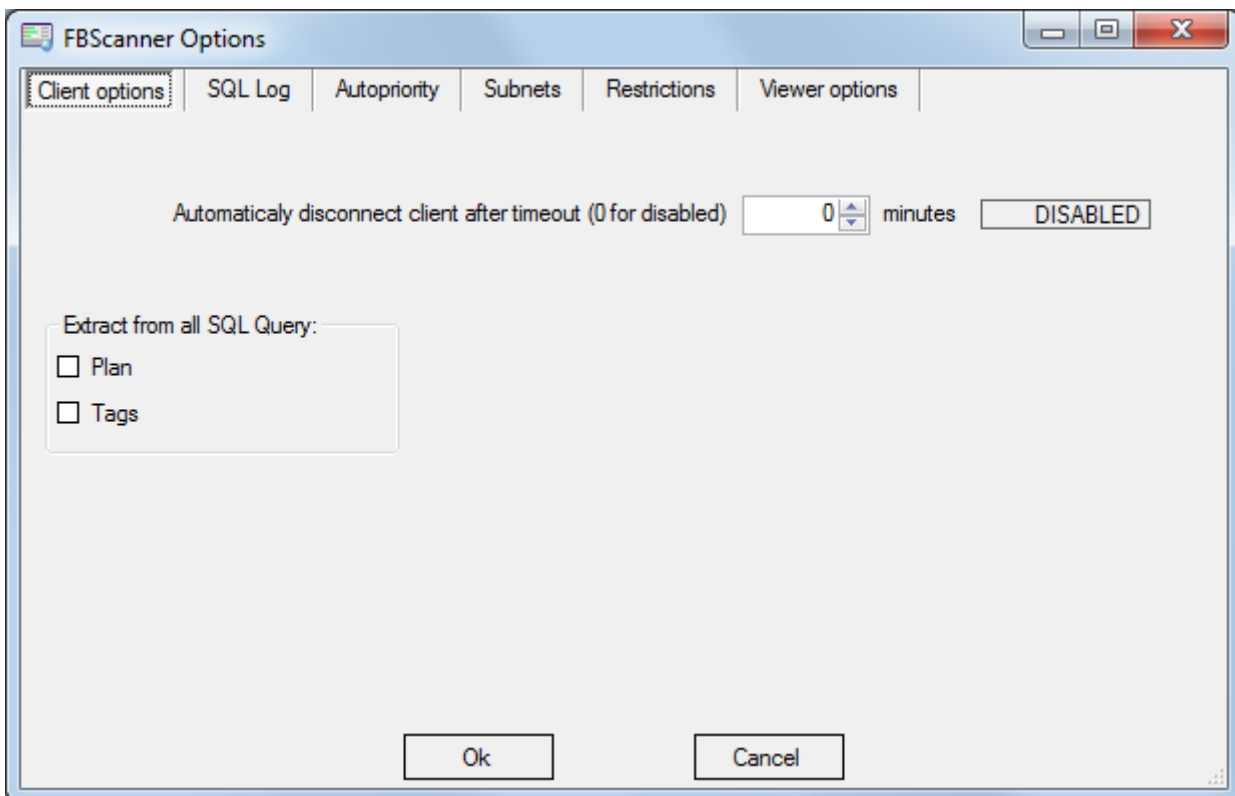 FBScanner Options
Client options SQL Log Autopriority Subnets Restrictions Viewer options
Automaticaly disconnect client after timeout (0 for disabled) 0 minutes DISABLED
Extract from all SQL Query:
Plan
Tags
Ok Cancel